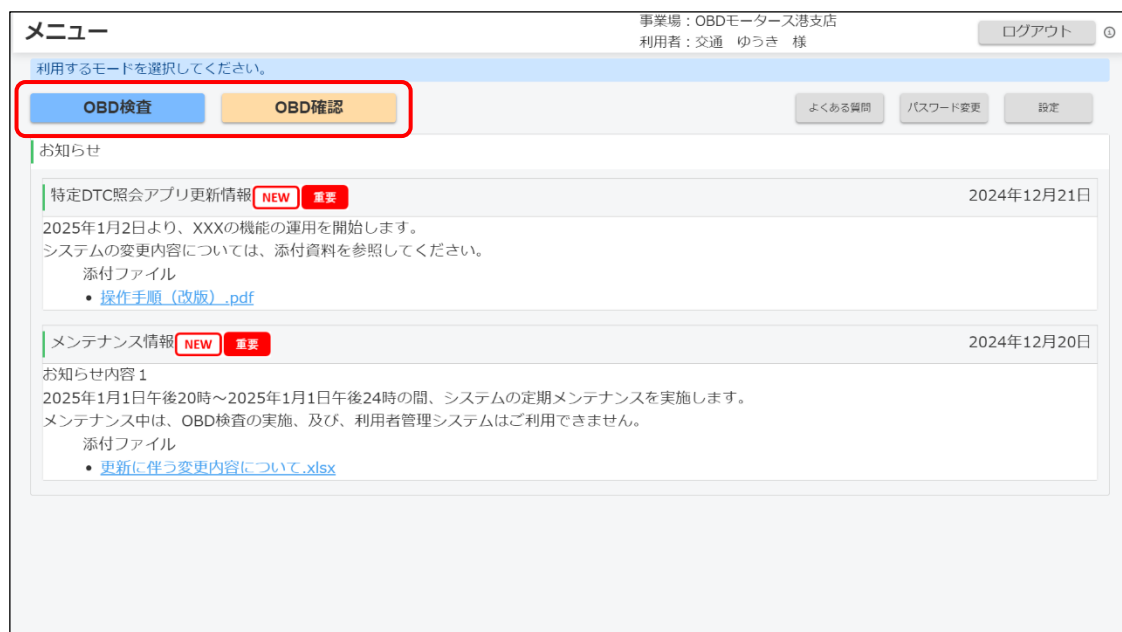 メニュー
事業場：OBDモータース港支店
利用者：交通　ゆうき　様
ログアウト
利用するモードを選択してください。
OBD検査
OBD確認
よくある質問
パスワード変更
設定
お知らせ
特定DTC照会アプリ更新情報 NEW 重要 2024年12月21日
2025年1月2日より、XXXの機能の運用を開始します。
システムの変更内容については、添付資料を参照してください。
添付ファイル
• 操作手順（改版）.pdf
メンテナンス情報 NEW 重要 2024年12月20日
お知らせ内容１
2025年1月1日午後20時～2025年1月1日午後24時の間、システムの定期メンテナンスを実施します。
メンテナンス中は、OBD検査の実施、及び、利用者管理システムはご利用できません。
添付ファイル
• 更新に伴う変更内容について.xlsx